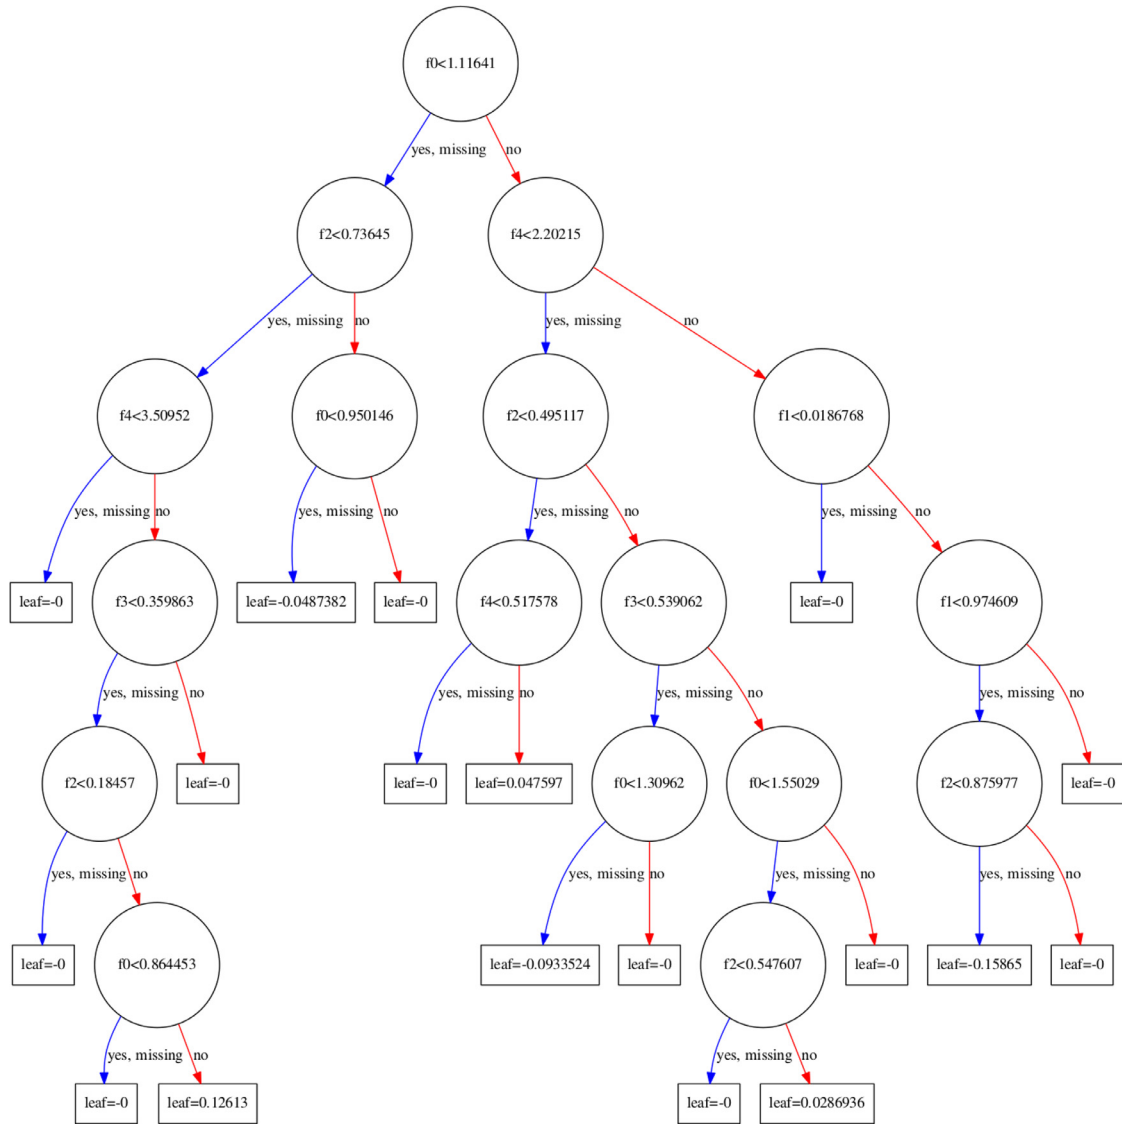 f0<1.11641
yes, missing
no
f2<0.73645
f4<2.20215
yes, missing
no
yes, missing
no
f4<3.50952
f0<0.950146
f2<0.495117
f1<0.0186768
yes, missing
no
yes, missing
no
yes, missing
no
yes, missing
no
leaf=-0
f3<0.359863
leaf=-0.0487382
leaf=-0
f4<0.517578
f3<0.539062
leaf=-0
f1<0.974609
yes, missing
no
yes, missing
no
yes, missing
no
yes, missing
no
f2<0.18457
leaf=-0
leaf=-0
leaf=0.047597
f0<1.30962
f0<1.55029
f2<0.875977
leaf=-0
yes, missing
no
yes, missing
no
yes, missing
no
yes, missing
no
leaf=-0
f0<0.864453
leaf=-0.0933524
leaf=-0
f2<0.547607
leaf=-0
leaf=-0.15865
leaf=-0
yes, missing
no
yes, missing
no
leaf=-0
leaf=0.12613
leaf=-0
leaf=0.0286936